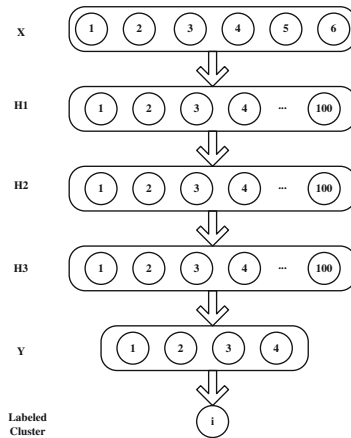 X 1 2 3 4 5 6
H1 1 2 3 4 ... 100
H2 1 2 3 4 ... 100
H3 1 2 3 4 ... 100
Y 1 2 3 4
Labeled
Cluster i